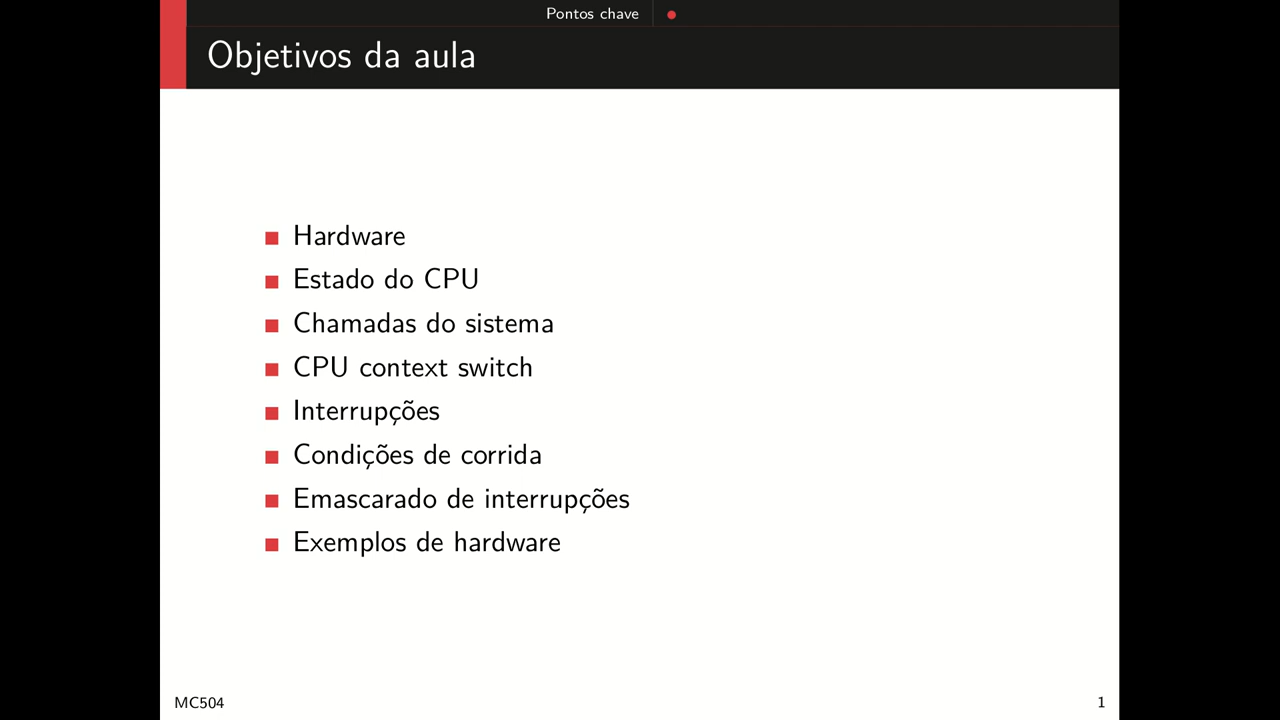 Pontos chave
Objetivos da aula
Hardware
Estado do CPU
Chamadas do sistema
CPU context switch
Interrupções
Condições de corrida
Emascarado de interrupções
Exemplos de hardware
MC504
1